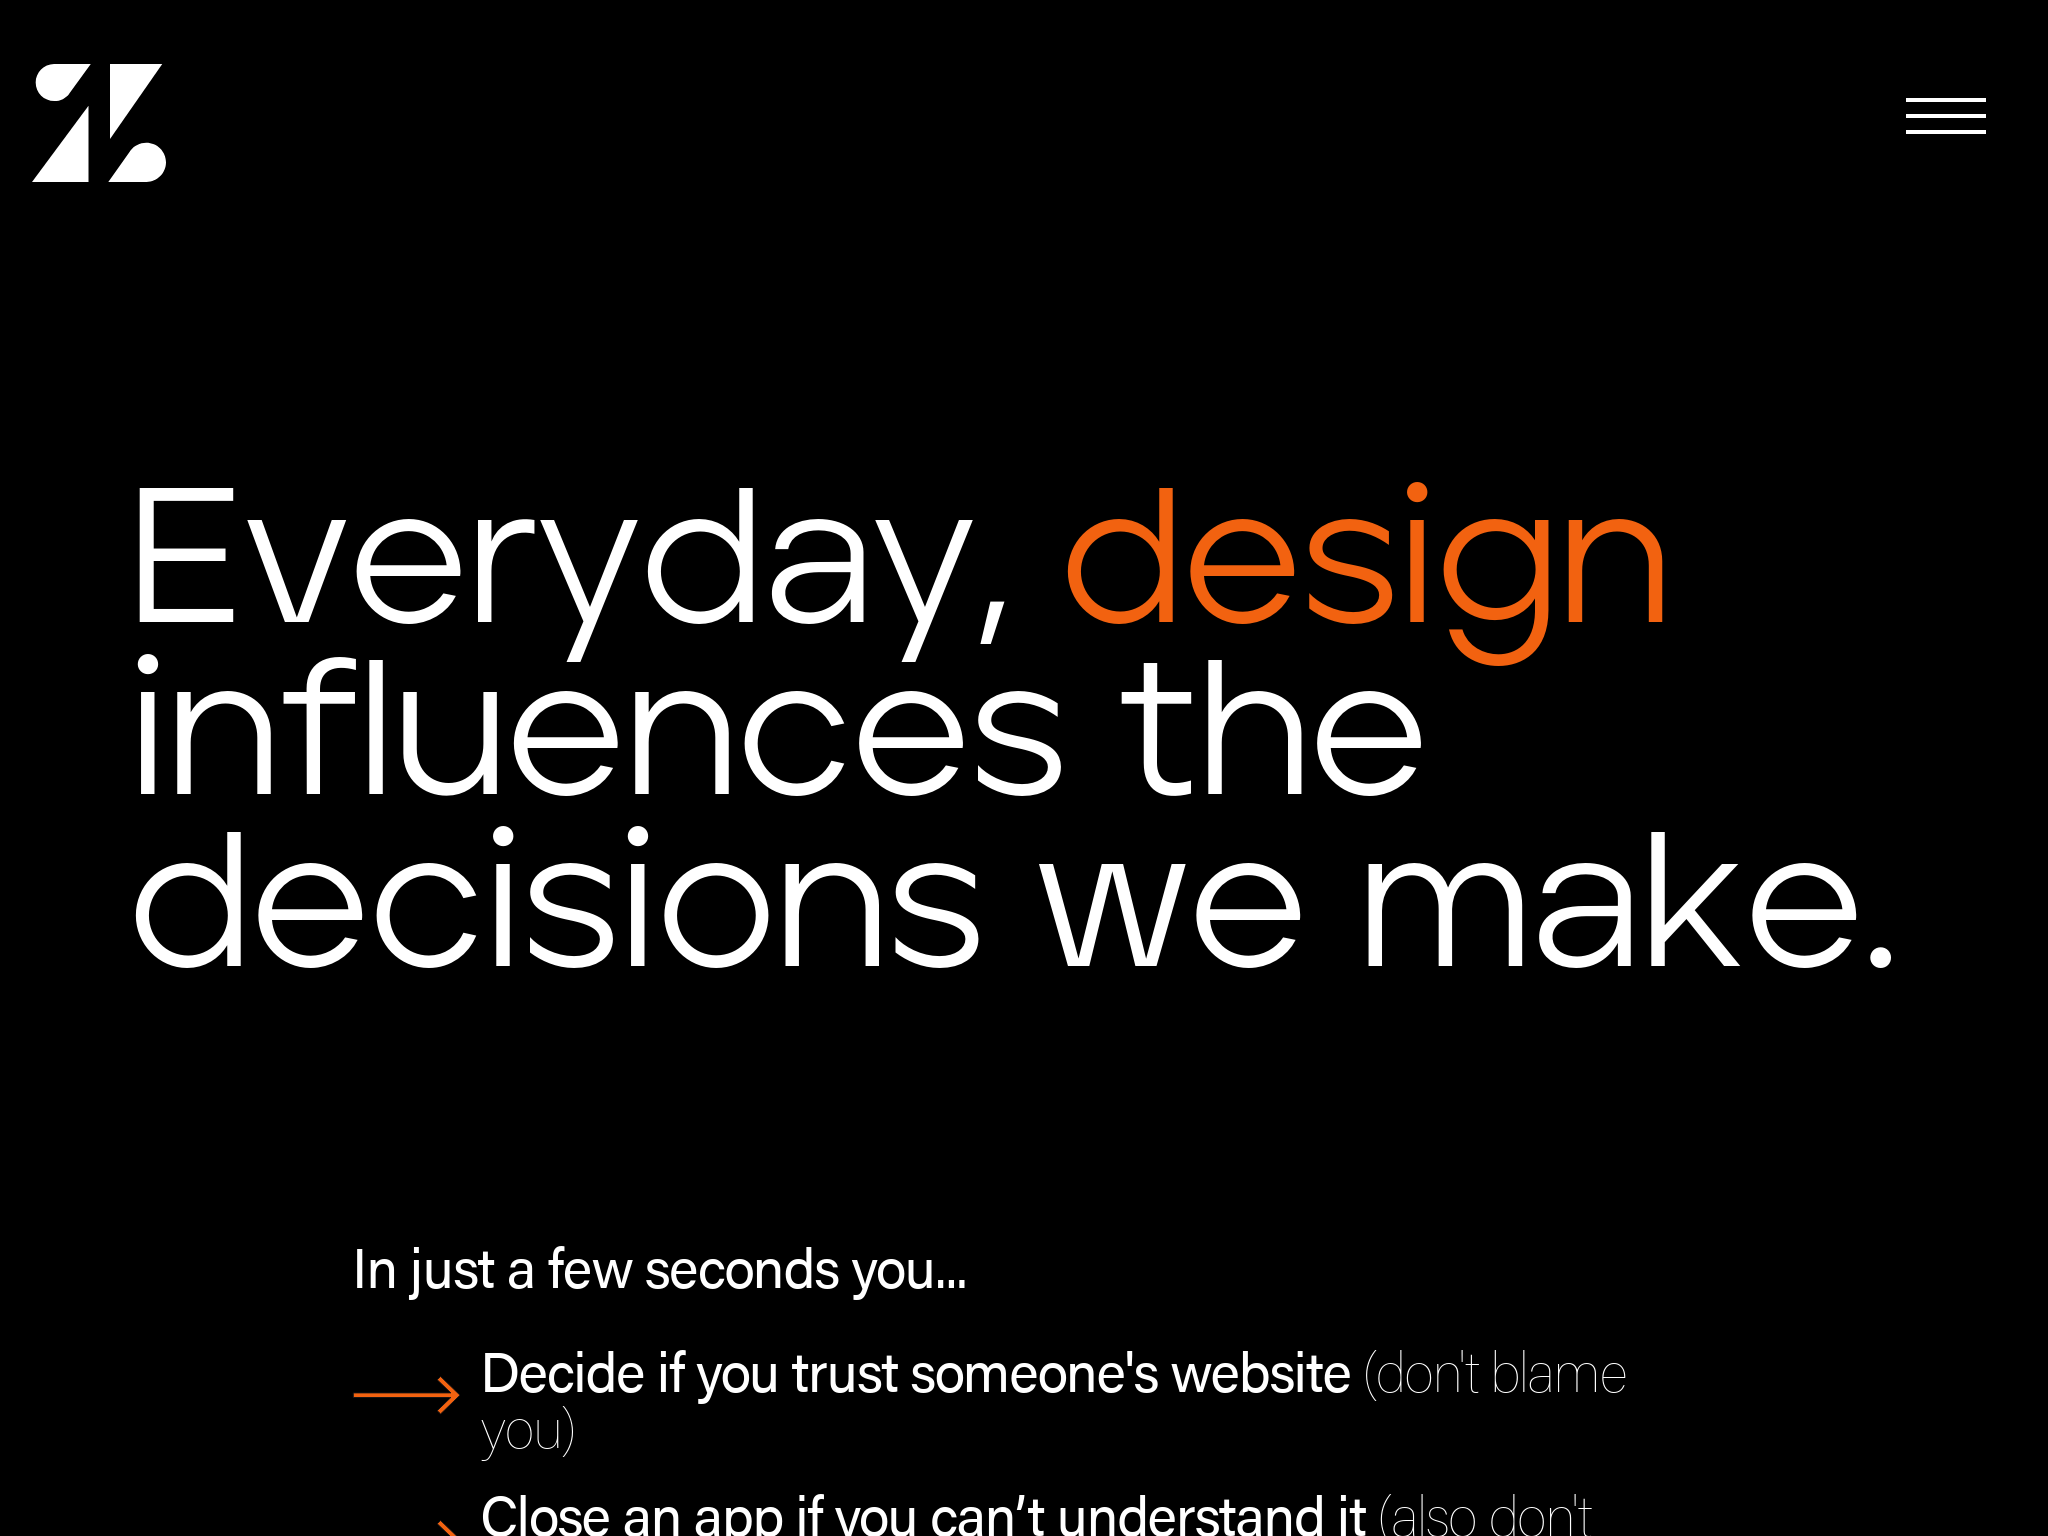 Everyday, design
influences the
decisions we make.
In just a few seconds you...
Decide if you trust someone's website (don't blame
you)
Close an app if you can’t understand it (also don't